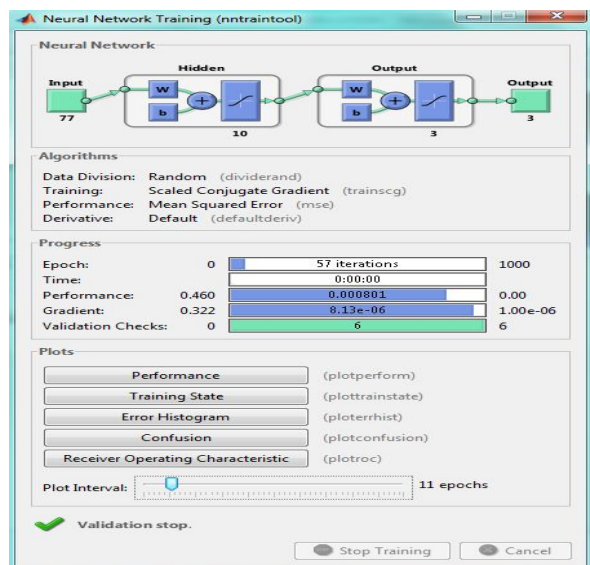 Neural Network Training (nntraintool)
Neural Network
Hidden
Output
Input
Output
W
W
+
+
b
b
77
10
3
3
Algorithms
Data Division: Random (dividerand)
Training: Scaled Conjugate Gradient (trainscg)
Performance: Mean Squared Error (mse)
Derivative: Default (defaultderiv)
Progress
Epoch: 0 57 iterations 1000
Time: 0:00:00
Performance: 0.460 0.000801 0.00
Gradient: 0.322 8.13e-06 1.00e-06
Validation Checks: 0 6 6
Plots
Performance (plotperform)
Training State (plottrainstate)
Error Histogram (ploterrhist)
Confusion (plotconfusion)
Receiver Operating Characteristic (plotroc)
Plot Interval: 11 epochs
Validation stop.
Stop Training Cancel